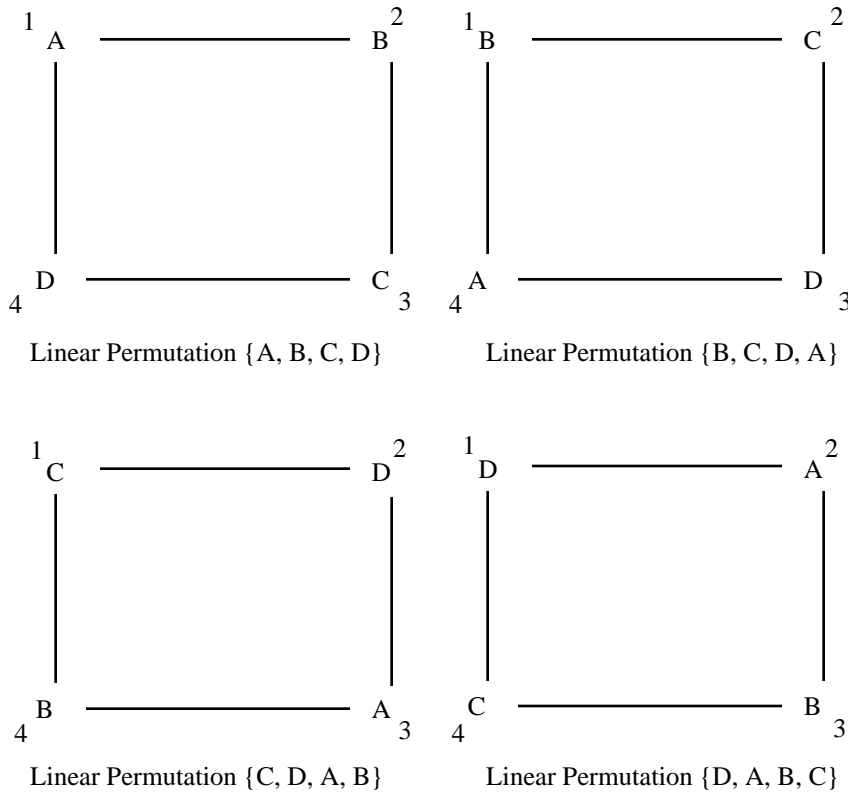 1 A B 2
4 D C 3
Linear Permutation {A, B, C, D}
1 B C 2
4 A D 3
Linear Permutation {B, C, D, A}
1 C D 2
4 B A 3
Linear Permutation {C, D, A, B}
1 D A 2
4 C B 3
Linear Permutation {D, A, B, C}